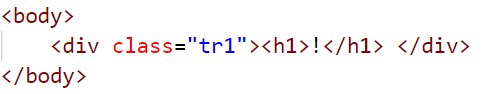 <body>
<div class="tr1"><h1>!</h1> </div>
</body>